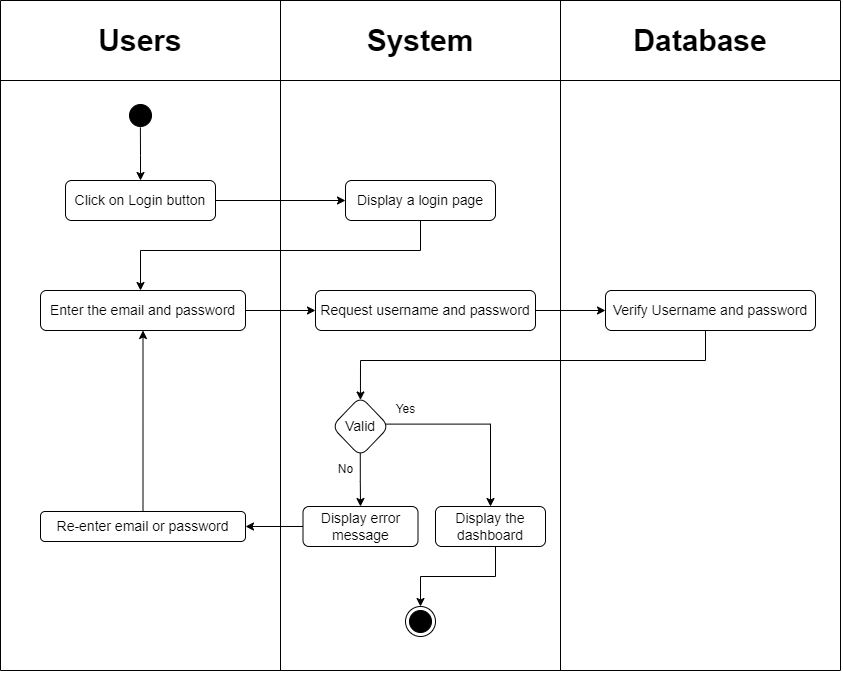 Users
System
Database
Click on Login button
Display a login page
Enter the email and password
Request username and password
Verify Username and password
Yes
Valid
No
Display error
message
Display the
dashboard
Re-enter email or password